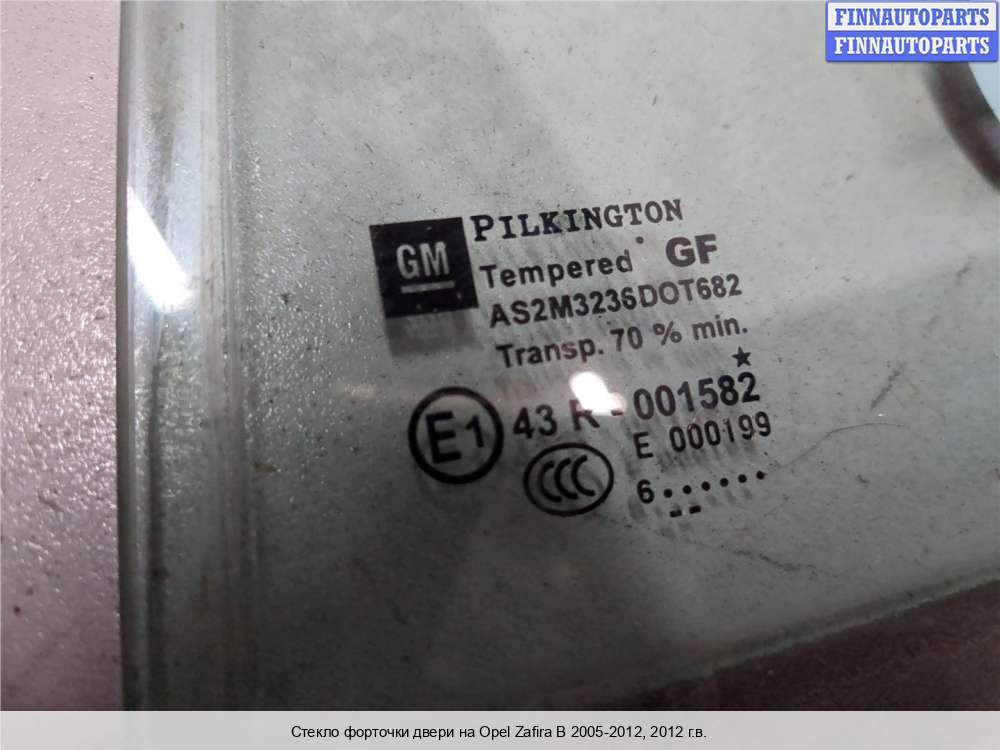 FINNAUTOPARTS
FINNAUTOPARTS
GM
PILKINGTON
Tempered GF
AS2M3236DOT682
Transp. 70 % min.
E1 43 R - 001582
E 000199
CCC
6
Стекло форточки двери на Opel Zafira B 2005-2012, 2012 г.в.